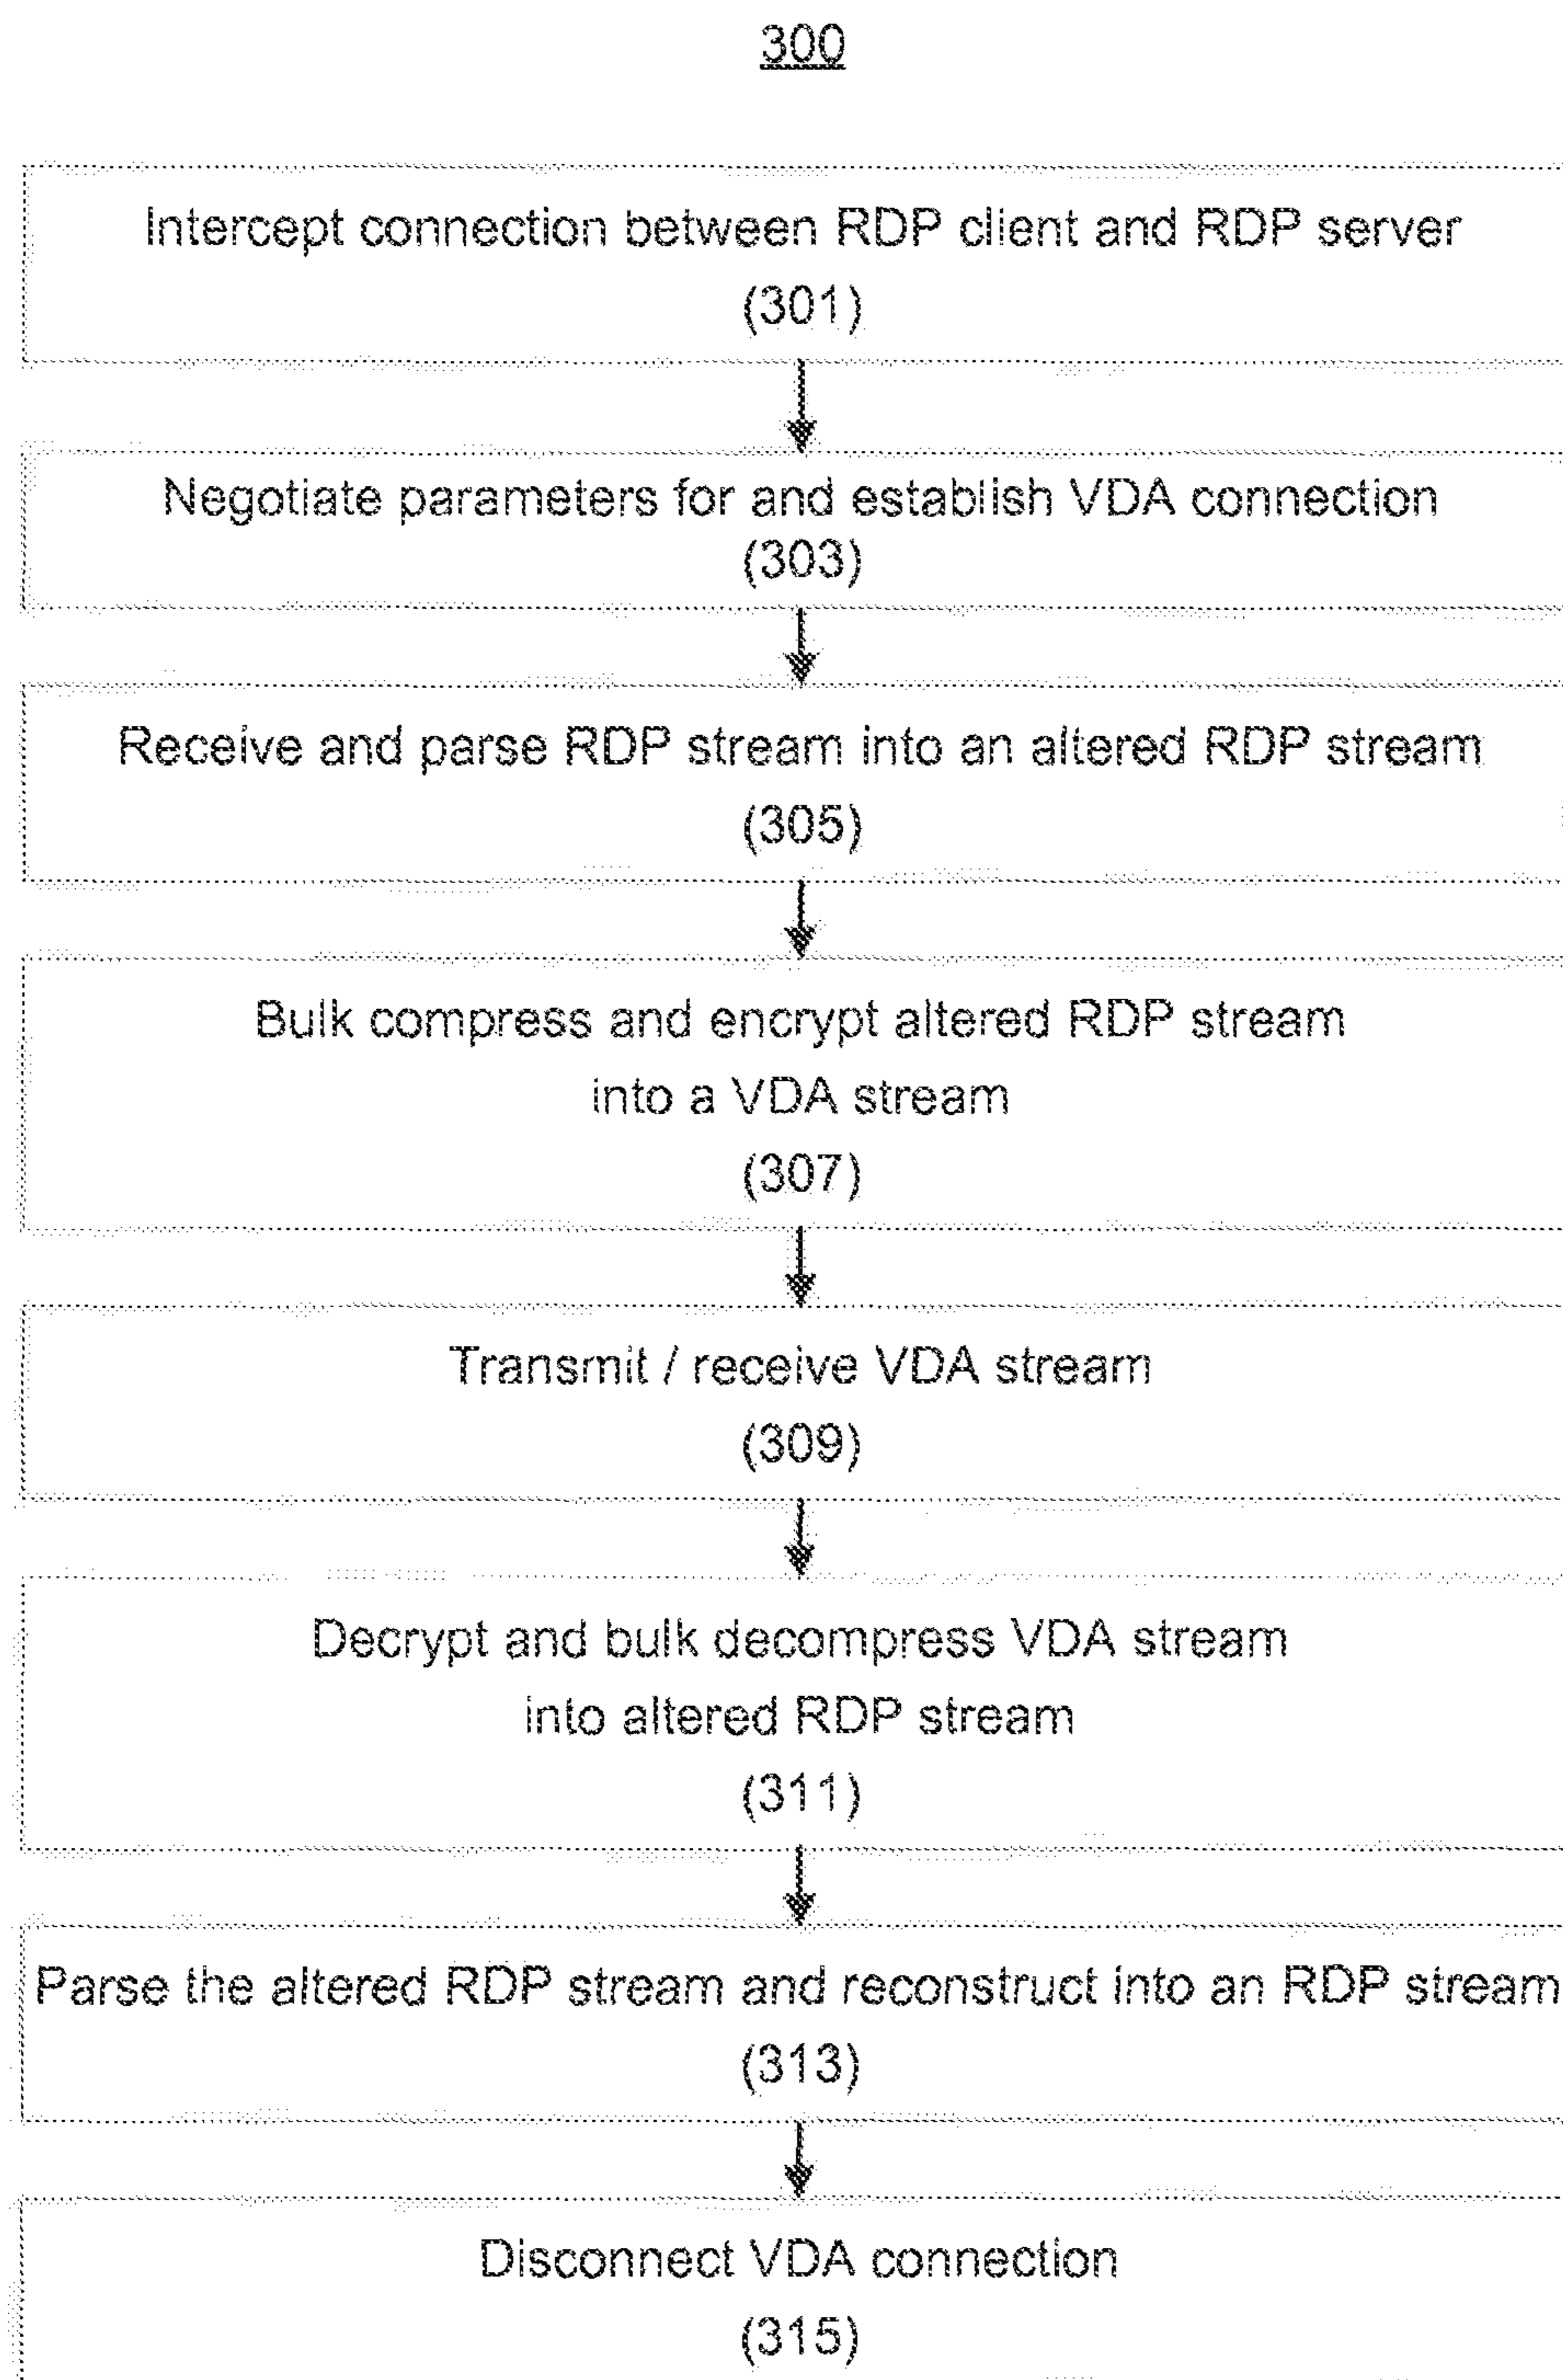 300
Intercept connection between RDP client and RDP server
(301)
Negotiate parameters for and establish VDA connection
(303)
Receive and parse RDP stream into an altered RDP stream
(305)
Bulk compress and encrypt altered RDP stream
into a VDA stream
(307)
Transmit / receive VDA stream
(309)
Decrypt and bulk decompress VDA stream
into altered RDP stream
(311)
Parse the altered RDP stream and reconstruct into an RDP stream
(313)
Disconnect VDA connection
(315)